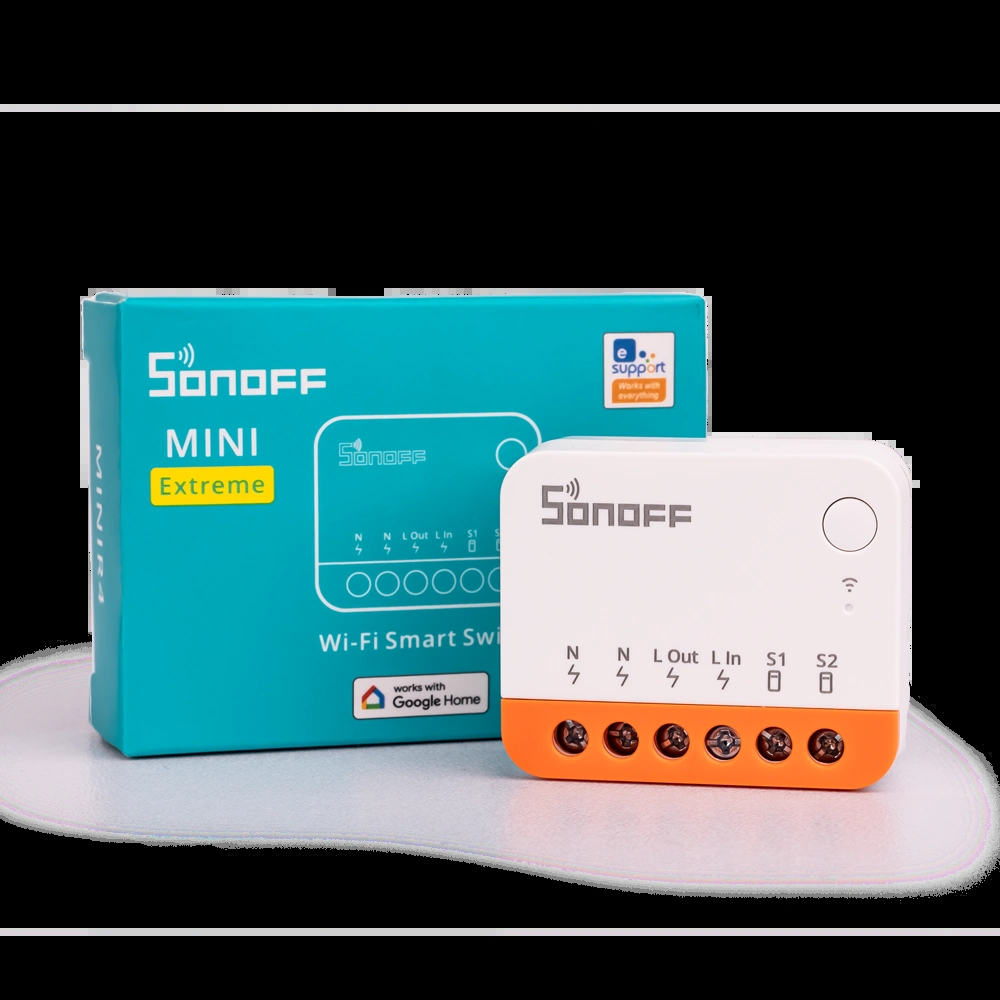 SONOFF
MINI
Extreme
MINIR4
e
support
Works with
everything
SONOFF
N N L Out L In S1
Wi-Fi Smart Swi
works with
Google Home
SONOFF
N N L Out L In S1 S2